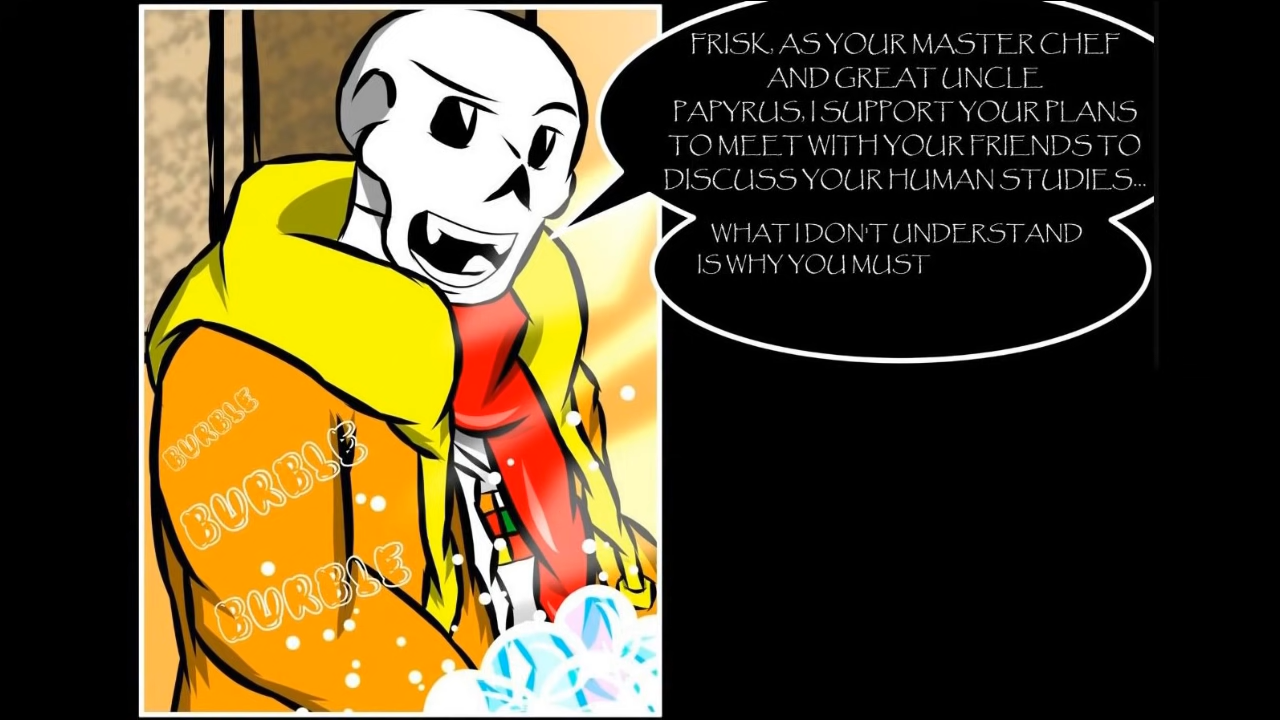 FRISK, AS YOUR MASTER CHEF
AND GREAT UNCLE
PAPYRUS, I SUPPORT YOUR PLANS
TO MEET WITH YOUR FRIENDS TO
DISCUSS YOUR HUMAN STUDIES...
WHAT I DON'T UNDERSTAND
IS WHY YOU MUST
BURBLE
BURBLE
BURBLE